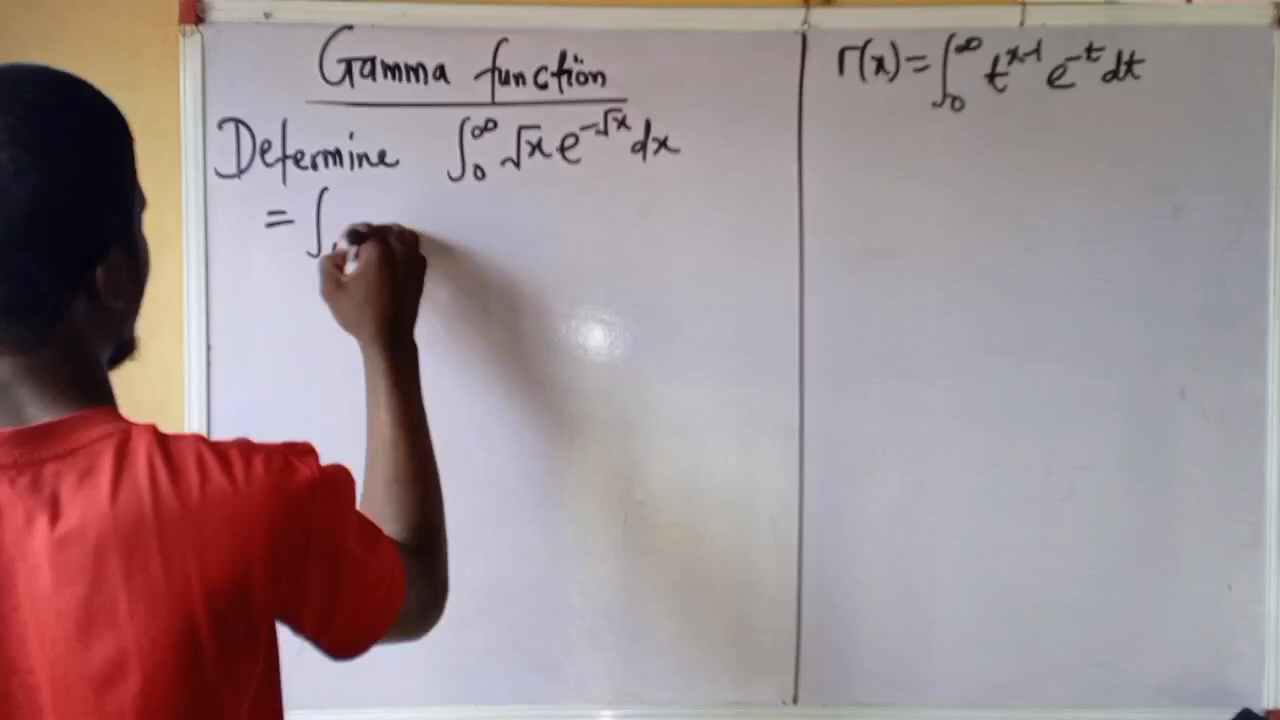 Gamma function
Determine ∫₀^∞ √x e^{-√x} dx
= ∫
Γ(x) = ∫₀^∞ t^{x-1} e^{-t} dt